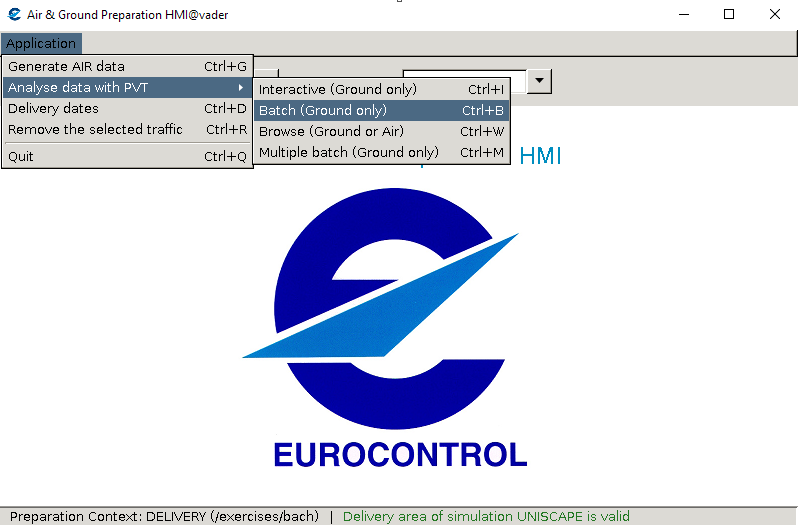 Air & Ground Preparation HMI@vader
Application
Generate AIR data Ctrl+G
Analyse data with PVT
Delivery dates Ctrl+D
Remove the selected traffic Ctrl+R
Quit Ctrl+Q
Interactive (Ground only) Ctrl+I
Batch (Ground only) Ctrl+B
Browse (Ground or Air) Ctrl+W
Multiple batch (Ground only) Ctrl+M
HMI
EUROCONTROL
Preparation Context: DELIVERY (/exercises/bach) | Delivery area of simulation UNISCAPE is valid